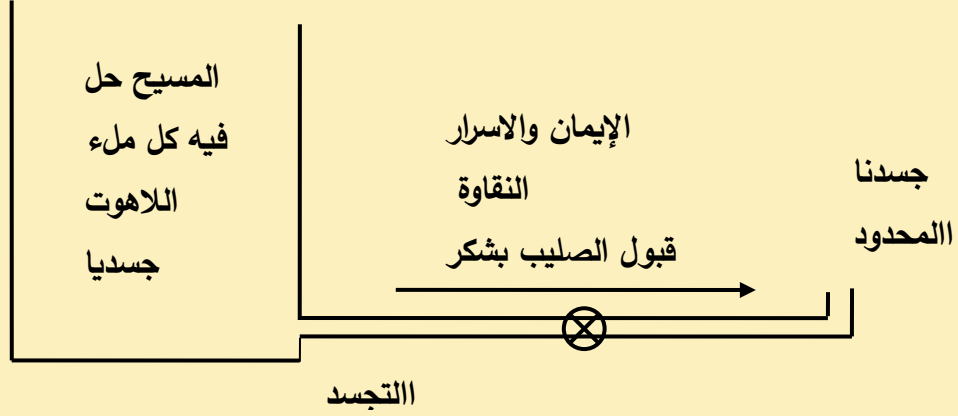 المسيح حل
فيه كل ملء
اللاهوت
جسديا
الإيمان والاسرار
النقاوة
قبول الصليب بشكر
جسدنا
االمحدود
االتجسد